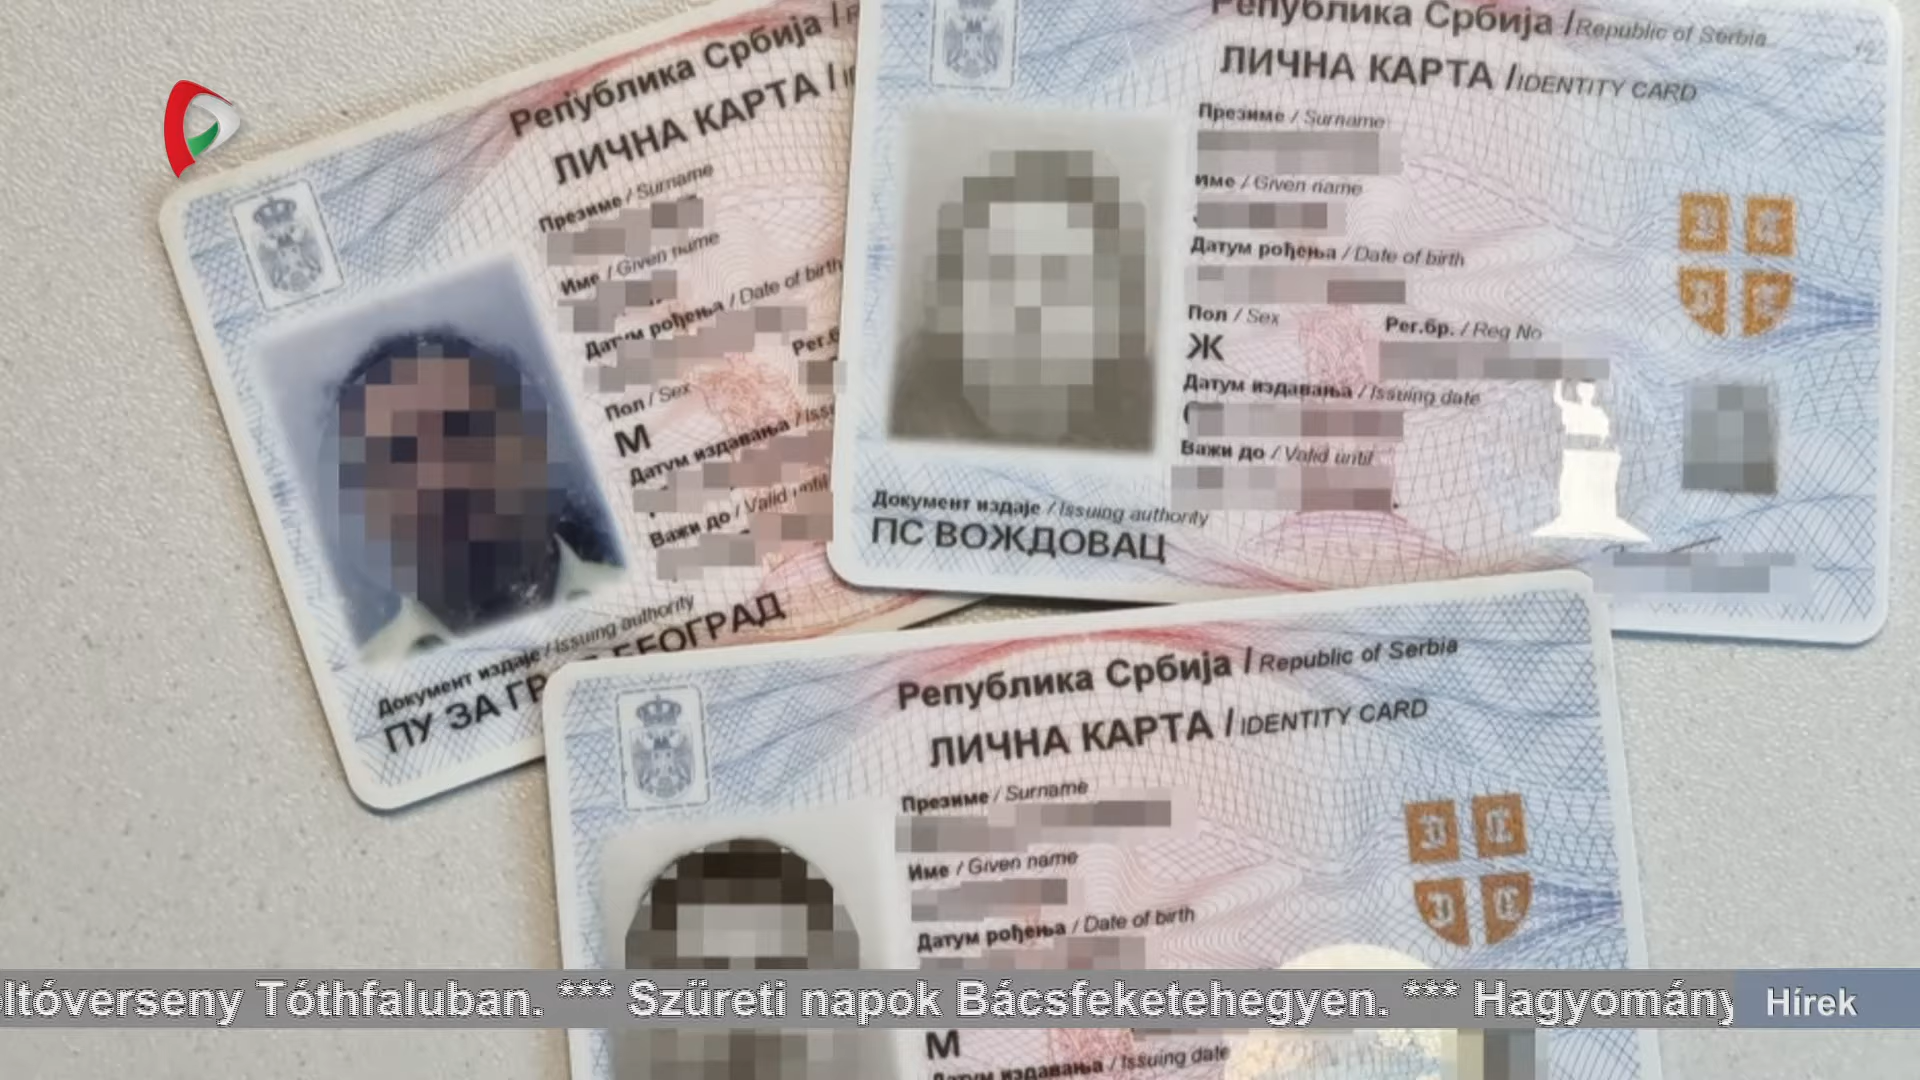 Република Србија /
ЛИЧНА КАРТА /
Презиме / Surname
Име / Given name
Датум рођења / Date of birth
Пол / Sex
М
Датум издавања /
Важи до / Valid until
Документ издаје / Issuing authority
БЕОГРАД
ПУ ЗА ГР
Република Србија / Republic of Serbia
ЛИЧНА КАРТА / IDENTITY CARD
Презиме / Surname
Име / Given name
Датум рођења / Date of birth
Пол / Sex
Рег.бр. / Reg No
Ж
Датум издавања / Issuing date
Важи до / Valid until
Документ издаје / Issuing authority
ПС ВОЖДОВАЦ
Република Србија / Republic of Serbia
ЛИЧНА КАРТА / IDENTITY CARD
Презиме / Surname
Име / Given name
Датум рођења / Date of birth
eltóverseny Tóthfaluban. *** Szüreti napok Bácsfeketehegyen. *** Hagyomány
Hírek
М
Датум издавања / Issuing date